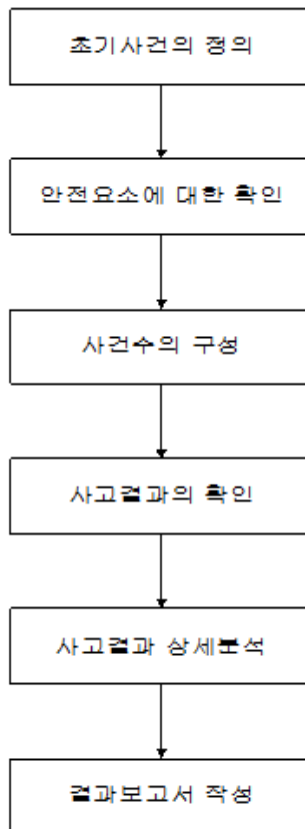 초기사건의 정의
안전요소에 대한 확인
사건수의 구성
사고결과의 확인
사고결과 상세분석
결과보고서 작성